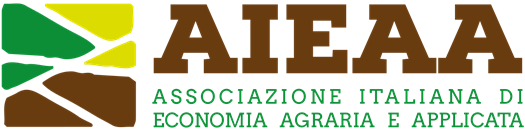 AIEAA
ASSOCIAZIONE ITALIANA DI
ECONOMIA AGRARIA E APPLICATA